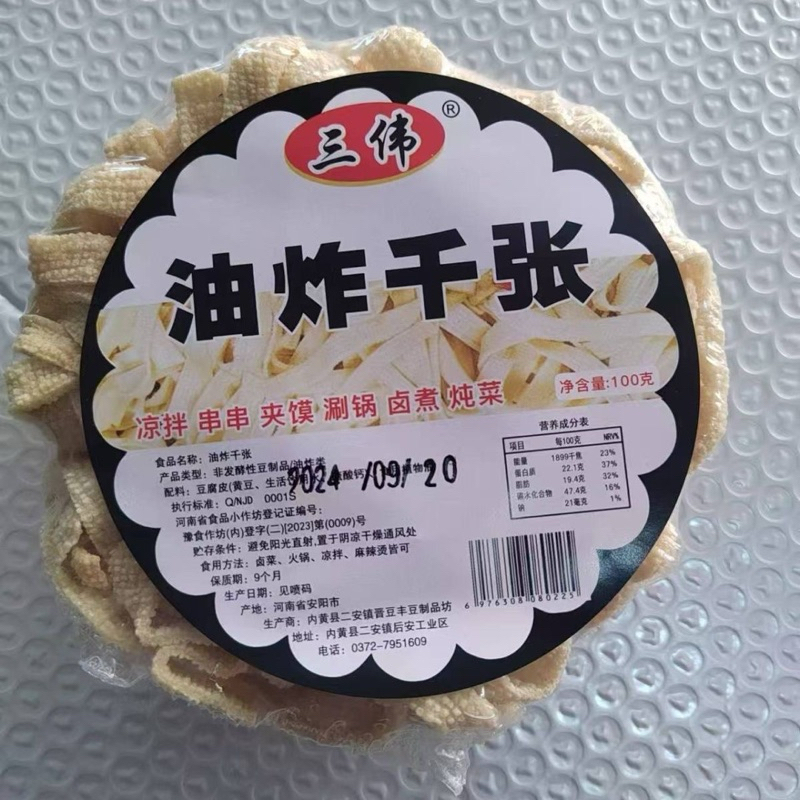 三伟®
油炸千张
凉拌 串串 夹馍 涮锅 卤煮 炖菜
净含量:100克
食品名称: 油炸千张
产品类型: 非发酵性豆制品/油炸类
配料: 豆腐皮(黄豆、生活
2024 /09/ 20
执行标准: Q/NJD 0001S
河南省食品小作坊登记证编号:
豫食作坊(内)登字(二)[2023]第(0009)号
贮存条件: 避免阳光直射,置于阴凉干燥通风处
食用方法: 卤菜、火锅、凉拌、麻辣烫皆可
保质期: 9个月
生产日期: 见喷码
产地: 河南省安阳市
生产商: 内黄县二安镇晋豆丰豆制品坊
地址: 内黄县二安镇后安工业区
电话: 0372-7951609
营养成分表
项目 每100克 NRV%
能量 1899千焦 23%
蛋白质 22.1克 37%
脂肪 19.4克 32%
碳水化合物 47.4克 16%
钠 21毫克 1%
6 976308 080225